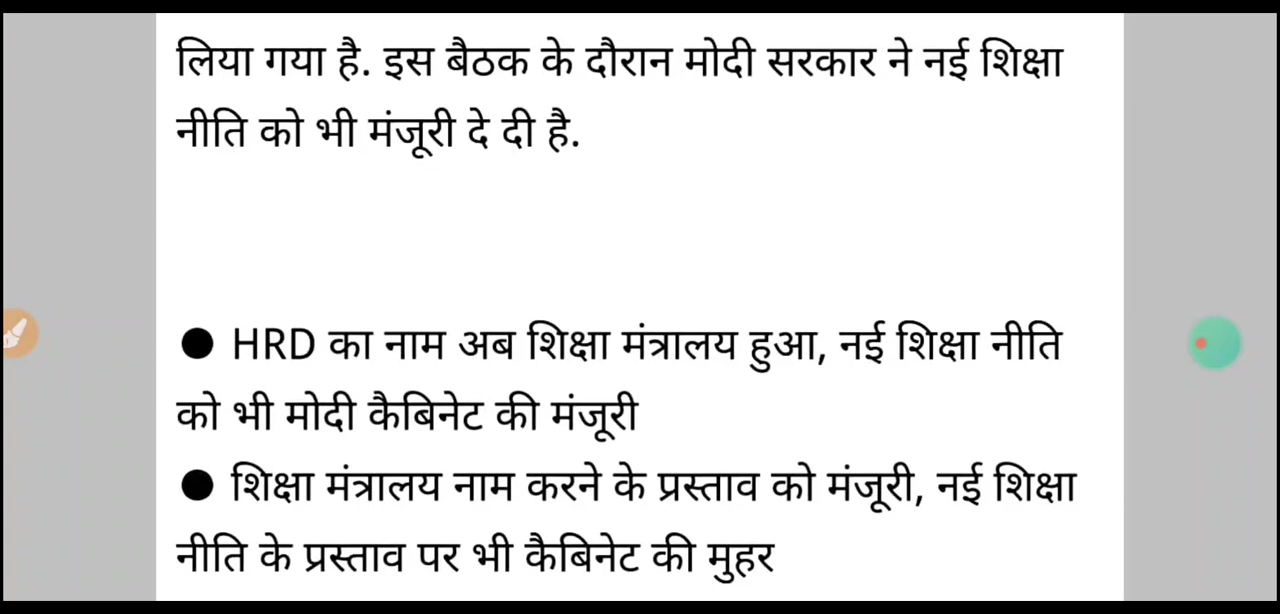 लिया गया है. इस बैठक के दौरान मोदी सरकार ने नई शिक्षा
नीति को भी मंजूरी दे दी है.
● HRD का नाम अब शिक्षा मंत्रालय हुआ, नई शिक्षा नीति
को भी मोदी कैबिनेट की मंजूरी
● शिक्षा मंत्रालय नाम करने के प्रस्ताव को मंजूरी, नई शिक्षा
नीति के प्रस्ताव पर भी कैबिनेट की मुहर